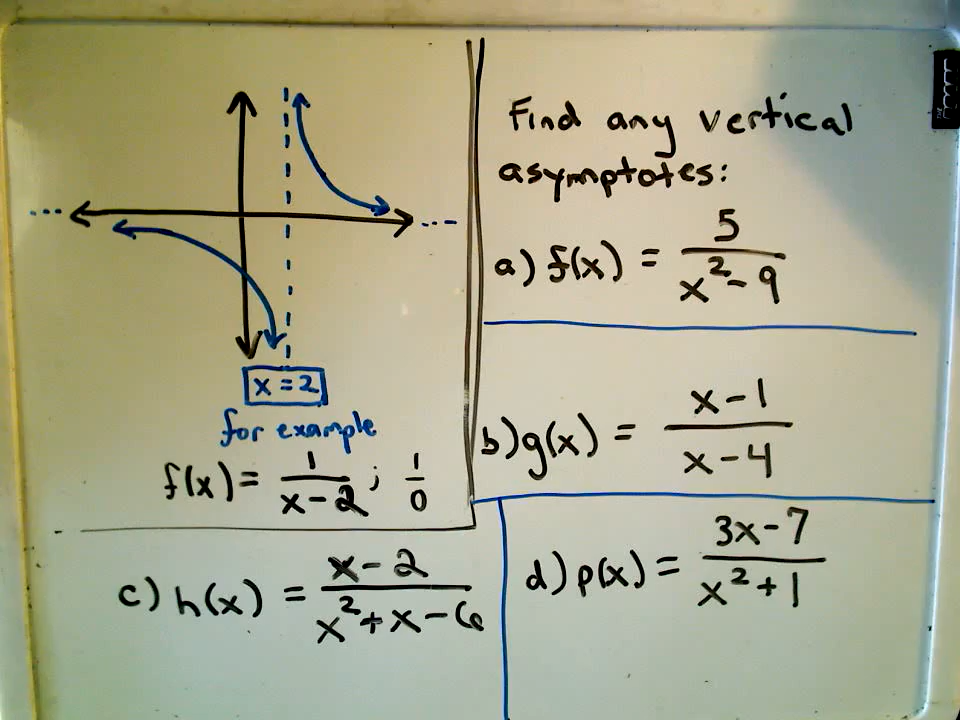 x = 2
for example
f(x) = 1/(x-2) ; 1/0
Find any vertical
asymptotes:
a) f(x) = 5/(x²-9)
b) g(x) = (x-1)/(x-4)
c) h(x) = (x-2)/(x²+x-6)
d) p(x) = (3x-7)/(x²+1)